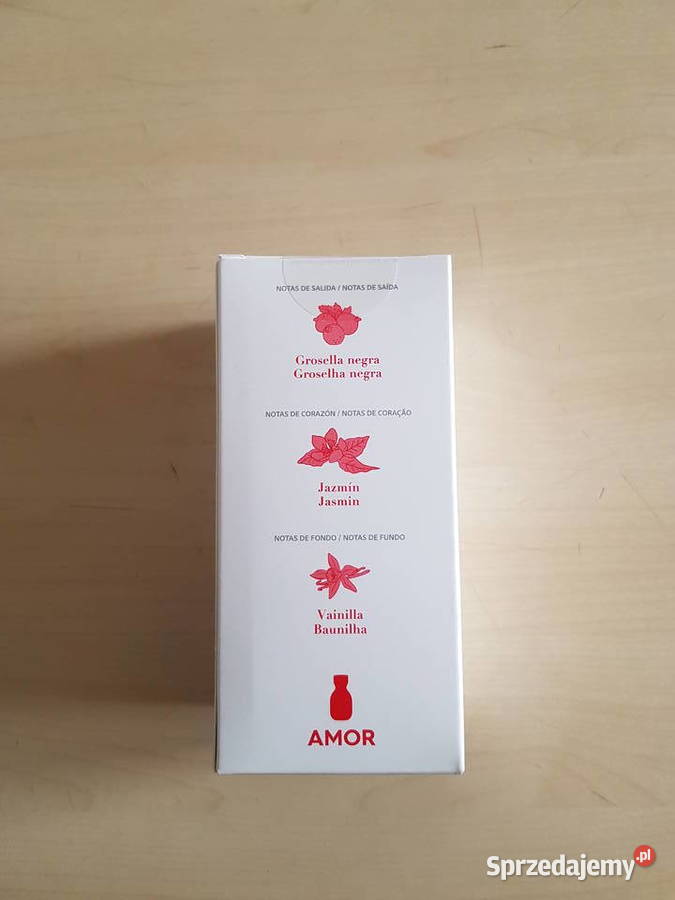 NOTAS DE SALIDA / NOTAS DE SAÍDA
Grosella negra
Groselha negra
NOTAS DE CORAZÓN / NOTAS DE CORAÇÃO
Jazmín
Jasmin
NOTAS DE FONDO / NOTAS DE FUNDO
Vainilla
Baunilha
AMOR
Sprzedajemy.pl